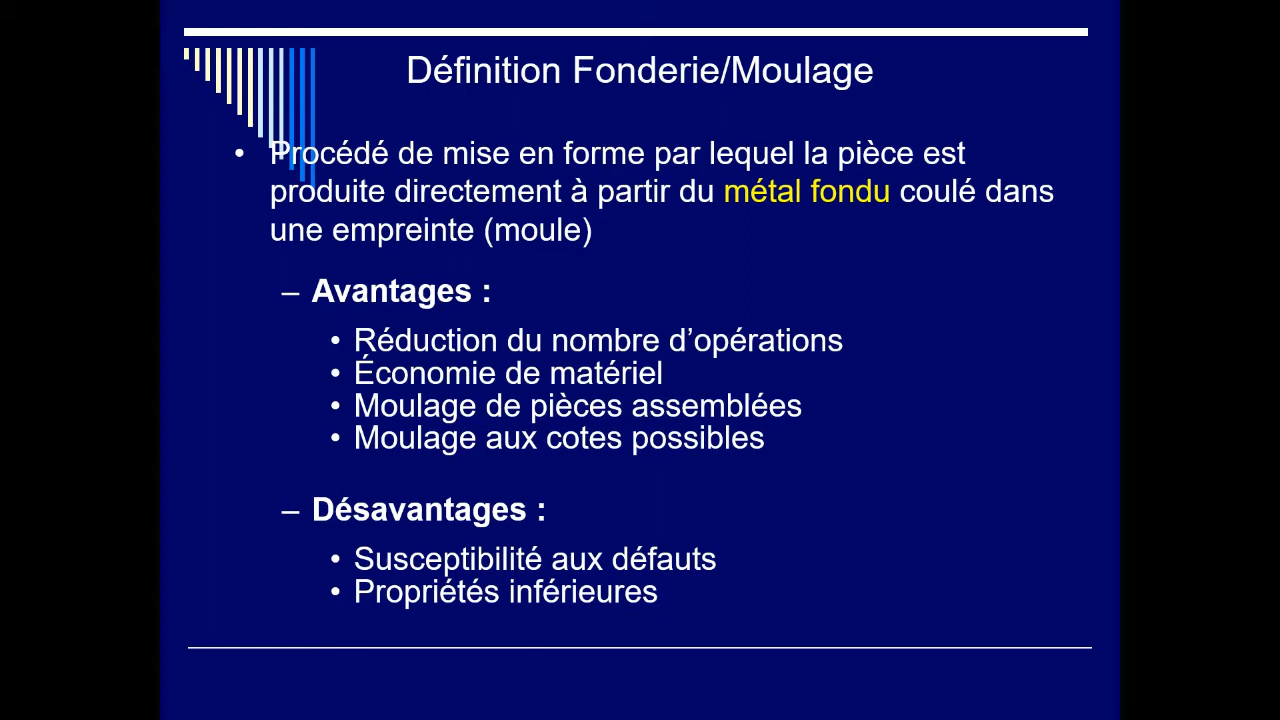 Définition Fonderie/Moulage
• Procédé de mise en forme par lequel la pièce est
produite directement à partir du métal fondu coulé dans
une empreinte (moule)
– Avantages :
• Réduction du nombre d’opérations
• Économie de matériel
• Moulage de pièces assemblées
• Moulage aux cotes possibles
– Désavantages :
• Susceptibilité aux défauts
• Propriétés inférieures